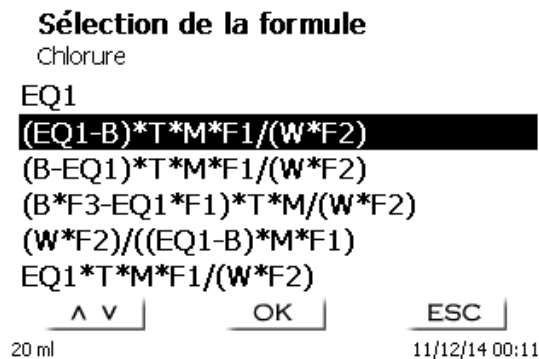 Sélection de la formule
Chlorure
EQ1
(EQ1-B)*T*M*F1/(W*F2)
(B-EQ1)*T*M*F1/(W*F2)
(B*F3-EQ1*F1)*T*M/(W*F2)
(W*F2)/((EQ1-B)*M*F1)
EQ1*T*M*F1/(W*F2)
∧ ∨ OK ESC
20 ml 11/12/14 00:11